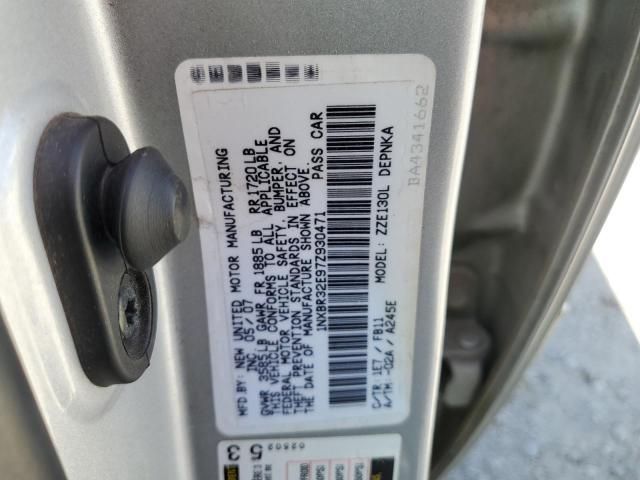 MFD.BY: NEW UNITED MOTOR MANUFACTURING
INC 05/07
GVWR 3585LB GAWR FR 1885LB RR 1720LB
THIS VEHICLE CONFORMS TO ALL APPLICABLE
FEDERAL MOTOR VEHICLE SAFETY, BUMPER, AND
THEFT PREVENTION STANDARDS IN EFFECT ON
THE DATE OF MANUFACTURE SHOWN ABOVE.
1NXBR32E97Z930471 PASS CAR
MODEL: ZZE130L DEPNKA
C/TR: 1E7 / FB11
A/TM: -02A / A245E
BA4341662